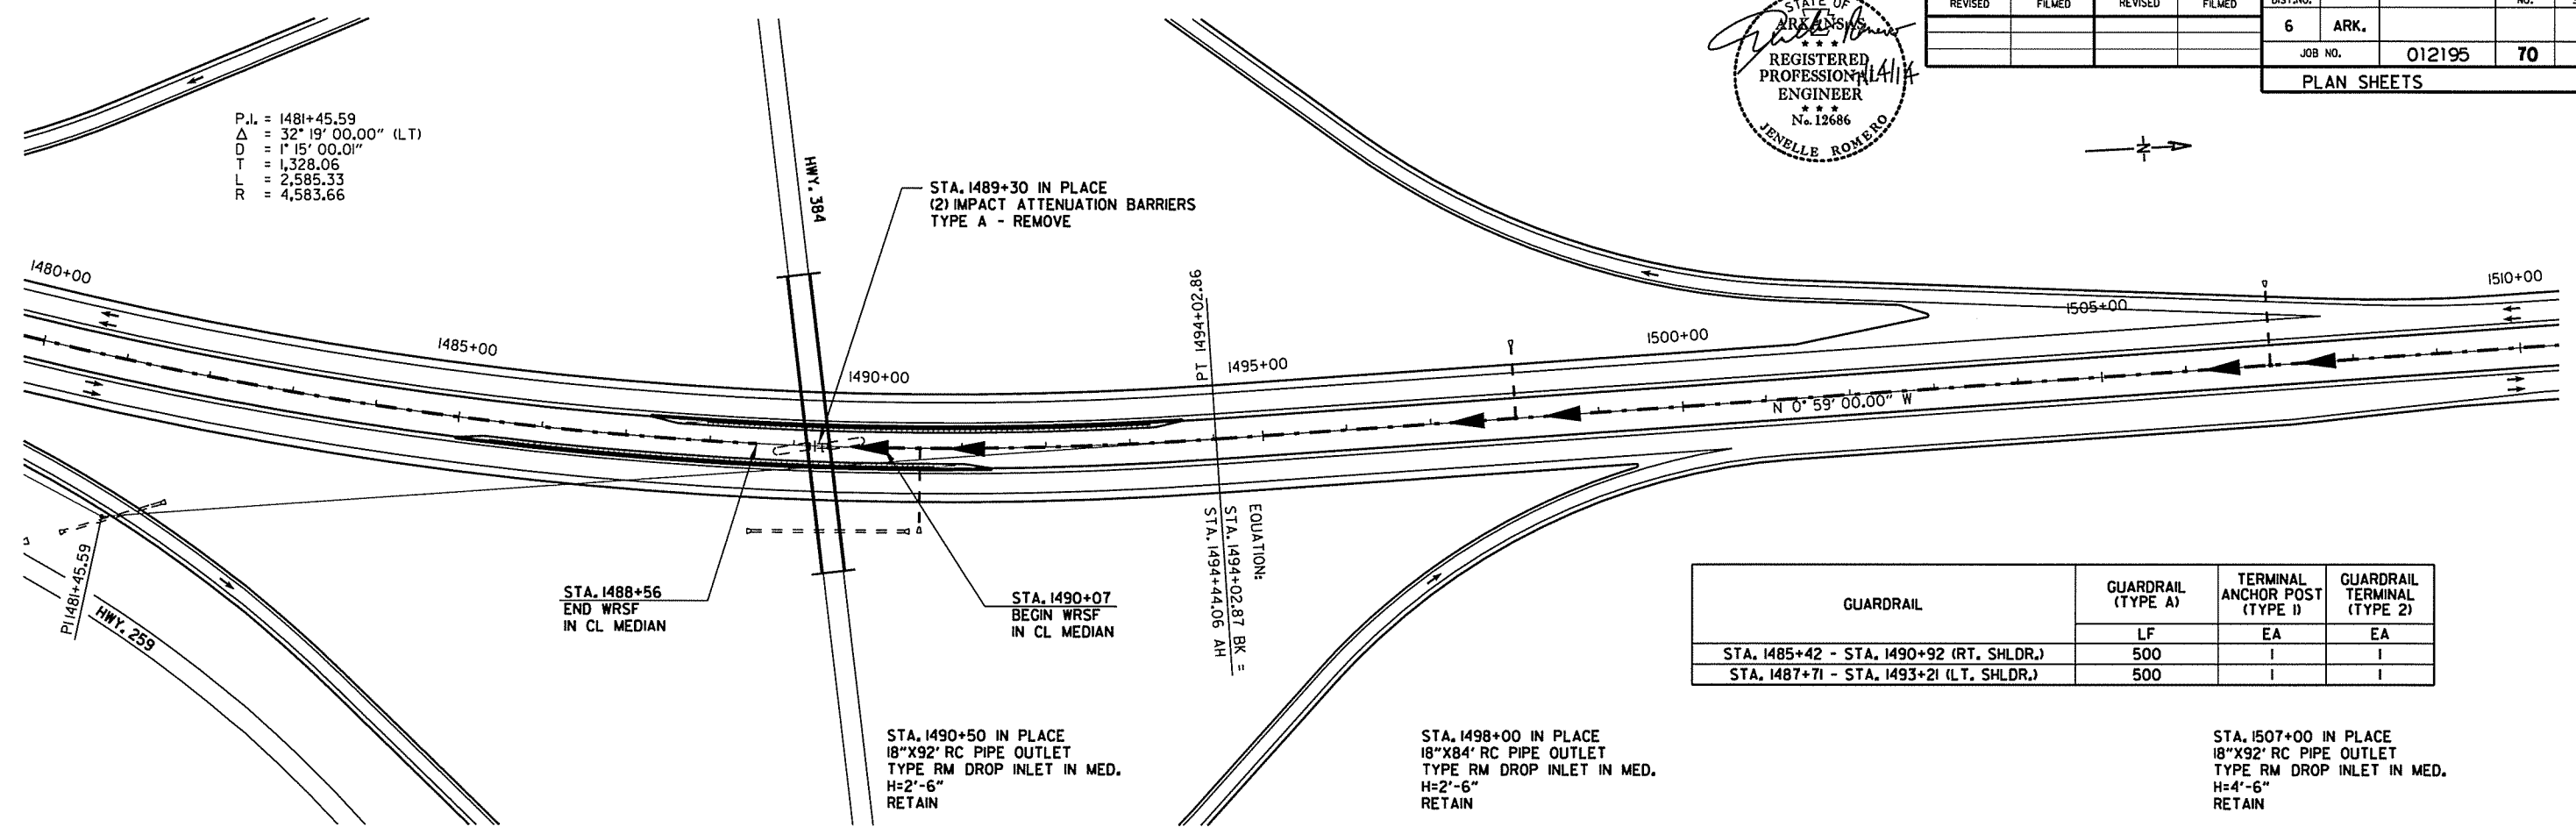 STATE OF
ARKANSAS
★ ★ ★
REGISTERED
PROFESSIONAL
ENGINEER
★ ★ ★
No. 12686
JENELLE ROMERO
REVISED FILMED REVISED FILMED DIST.NO. NO.
6 ARK.
JOB NO. 012195 70
PLAN SHEETS
N
P.I. = 1481+45.59
Δ = 32° 19' 00.00" (LT)
D = 1° 15' 00.01"
T = 1,328.06
L = 2,585.33
R = 4,583.66
HWY. 384
STA. 1489+30 IN PLACE
(2) IMPACT ATTENUATION BARRIERS
TYPE A - REMOVE
1480+00
1485+00
1490+00
PT 1494+02.86
1495+00
1500+00
1505+00
1510+00
N 0° 59' 00.00" W
EQUATION:
STA. 1494+02.87 BK =
STA. 1494+44.06 AH
PI 1481+45.59
HWY. 259
STA. 1488+56
END WRSF
IN CL MEDIAN
STA. 1490+07
BEGIN WRSF
IN CL MEDIAN
GUARDRAIL
GUARDRAIL
(TYPE A)
TERMINAL
ANCHOR POST
(TYPE 1)
GUARDRAIL
TERMINAL
(TYPE 2)
LF EA EA
STA. 1485+42 - STA. 1490+92 (RT. SHLDR.) 500 1 1
STA. 1487+71 - STA. 1493+21 (LT. SHLDR.) 500 1 1
STA. 1490+50 IN PLACE
18"X92' RC PIPE OUTLET
TYPE RM DROP INLET IN MED.
H=2'-6"
RETAIN
STA. 1498+00 IN PLACE
18"X84' RC PIPE OUTLET
TYPE RM DROP INLET IN MED.
H=2'-6"
RETAIN
STA. 1507+00 IN PLACE
18"X92' RC PIPE OUTLET
TYPE RM DROP INLET IN MED.
H=4'-6"
RETAIN